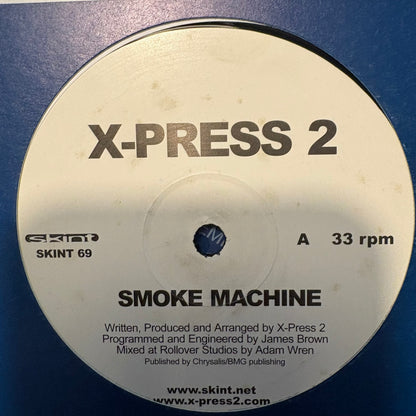 X-PRESS 2
skint
SKINT 69
A 33 rpm
SMOKE MACHINE
Written, Produced and Arranged by X-Press 2
Programmed and Engineered by James Brown
Mixed at Rollover Studios by Adam Wren
Published by Chrysalis/BMG publishing
www.skint.net
www.x-press2.com